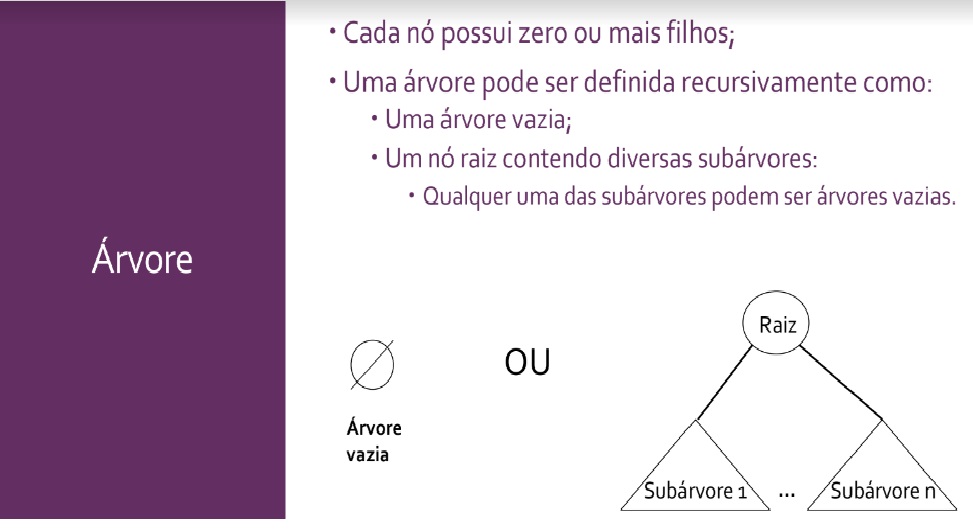 Árvore
• Cada nó possui zero ou mais filhos;
• Uma árvore pode ser definida recursivamente como:
• Uma árvore vazia;
• Um nó raiz contendo diversas subárvores:
• Qualquer uma das subárvores podem ser árvores vazias.
Árvore
vazia
OU
Raiz
Subárvore 1 ... Subárvore n